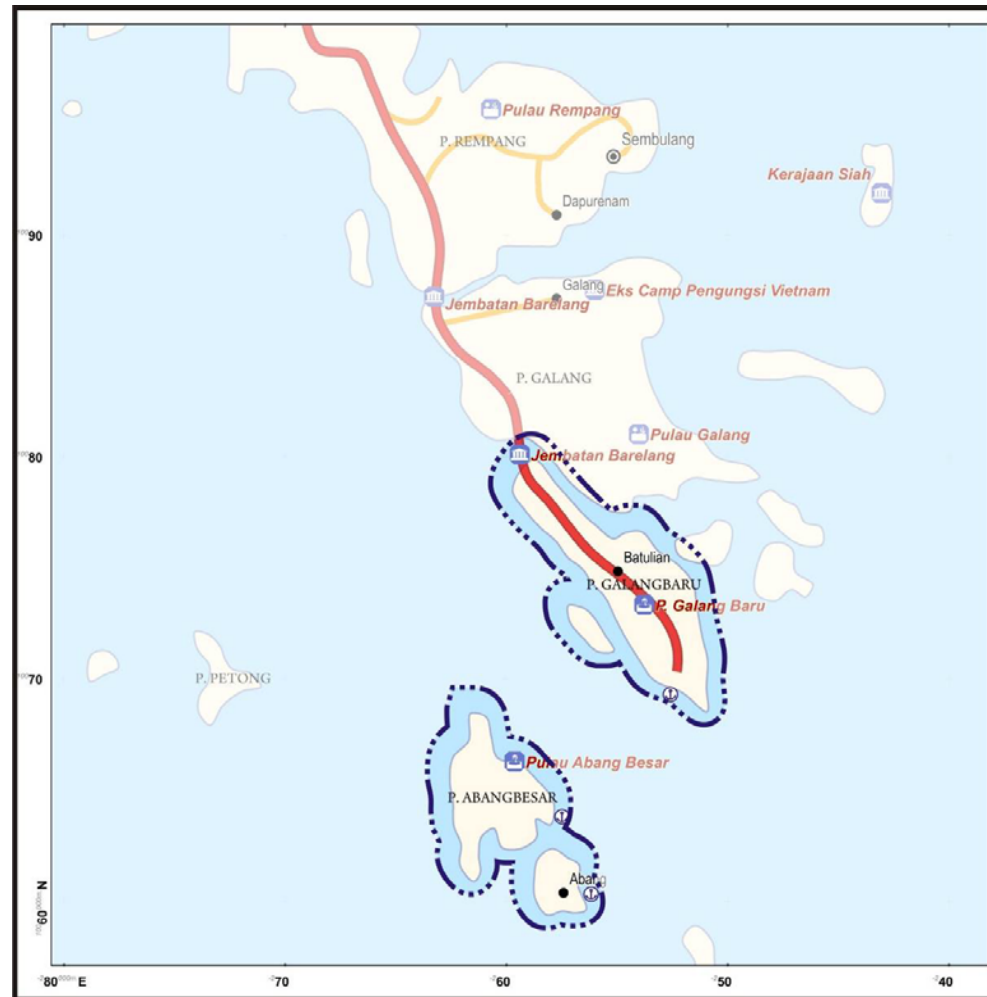 Pulau Rempang
P. REMPANG
Sembulang
Kerajaan Siah
Dapurenam
90
Galang
Eks Camp Pengungsi Vietnam
Jembatan Barelang
P. GALANG
Pulau Galang
80
Jembatan Barelang
Batulian
P. GALANGBARU
P. Galang Baru
70
P. PETONG
Pulau Abang Besar
P. ABANGBESAR
Abang
60
N
-80
E
-70
-60
-50
-40